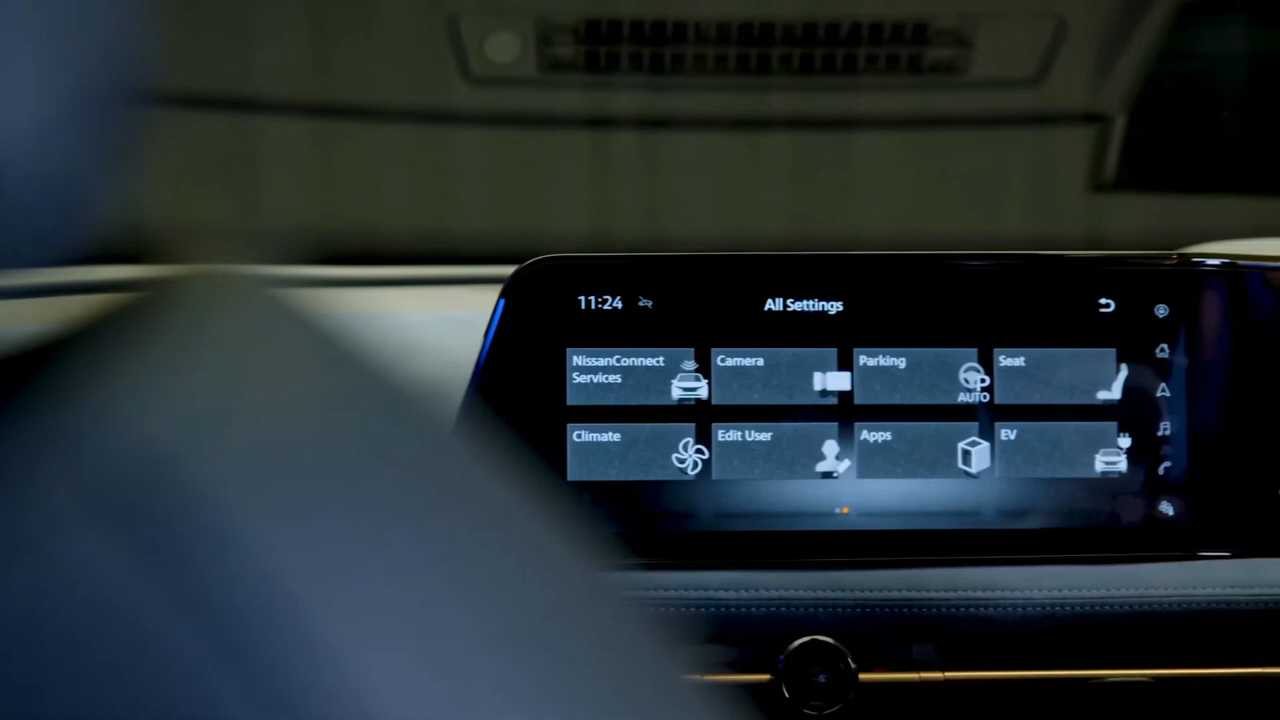 11:24
All Settings
NissanConnect
Services
Camera
Parking
AUTO
Seat
Climate
Edit User
Apps
EV